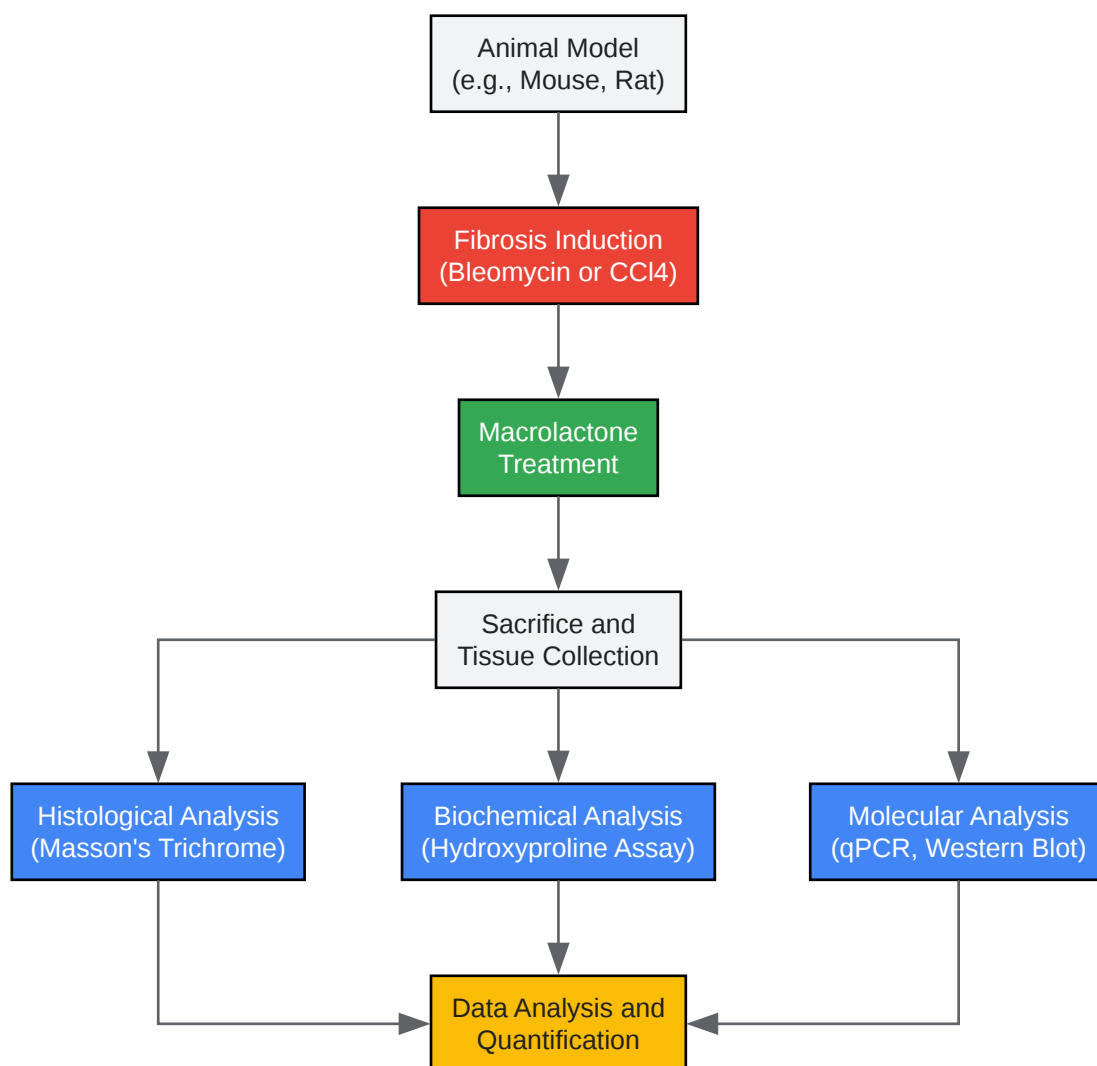 Animal Model
(e.g., Mouse, Rat)
Fibrosis Induction
(Bleomycin or CCl4)
Macrolactone
Treatment
Sacrifice and
Tissue Collection
Histological Analysis
(Masson's Trichrome)
Biochemical Analysis
(Hydroxyproline Assay)
Molecular Analysis
(qPCR, Western Blot)
Data Analysis and
Quantification